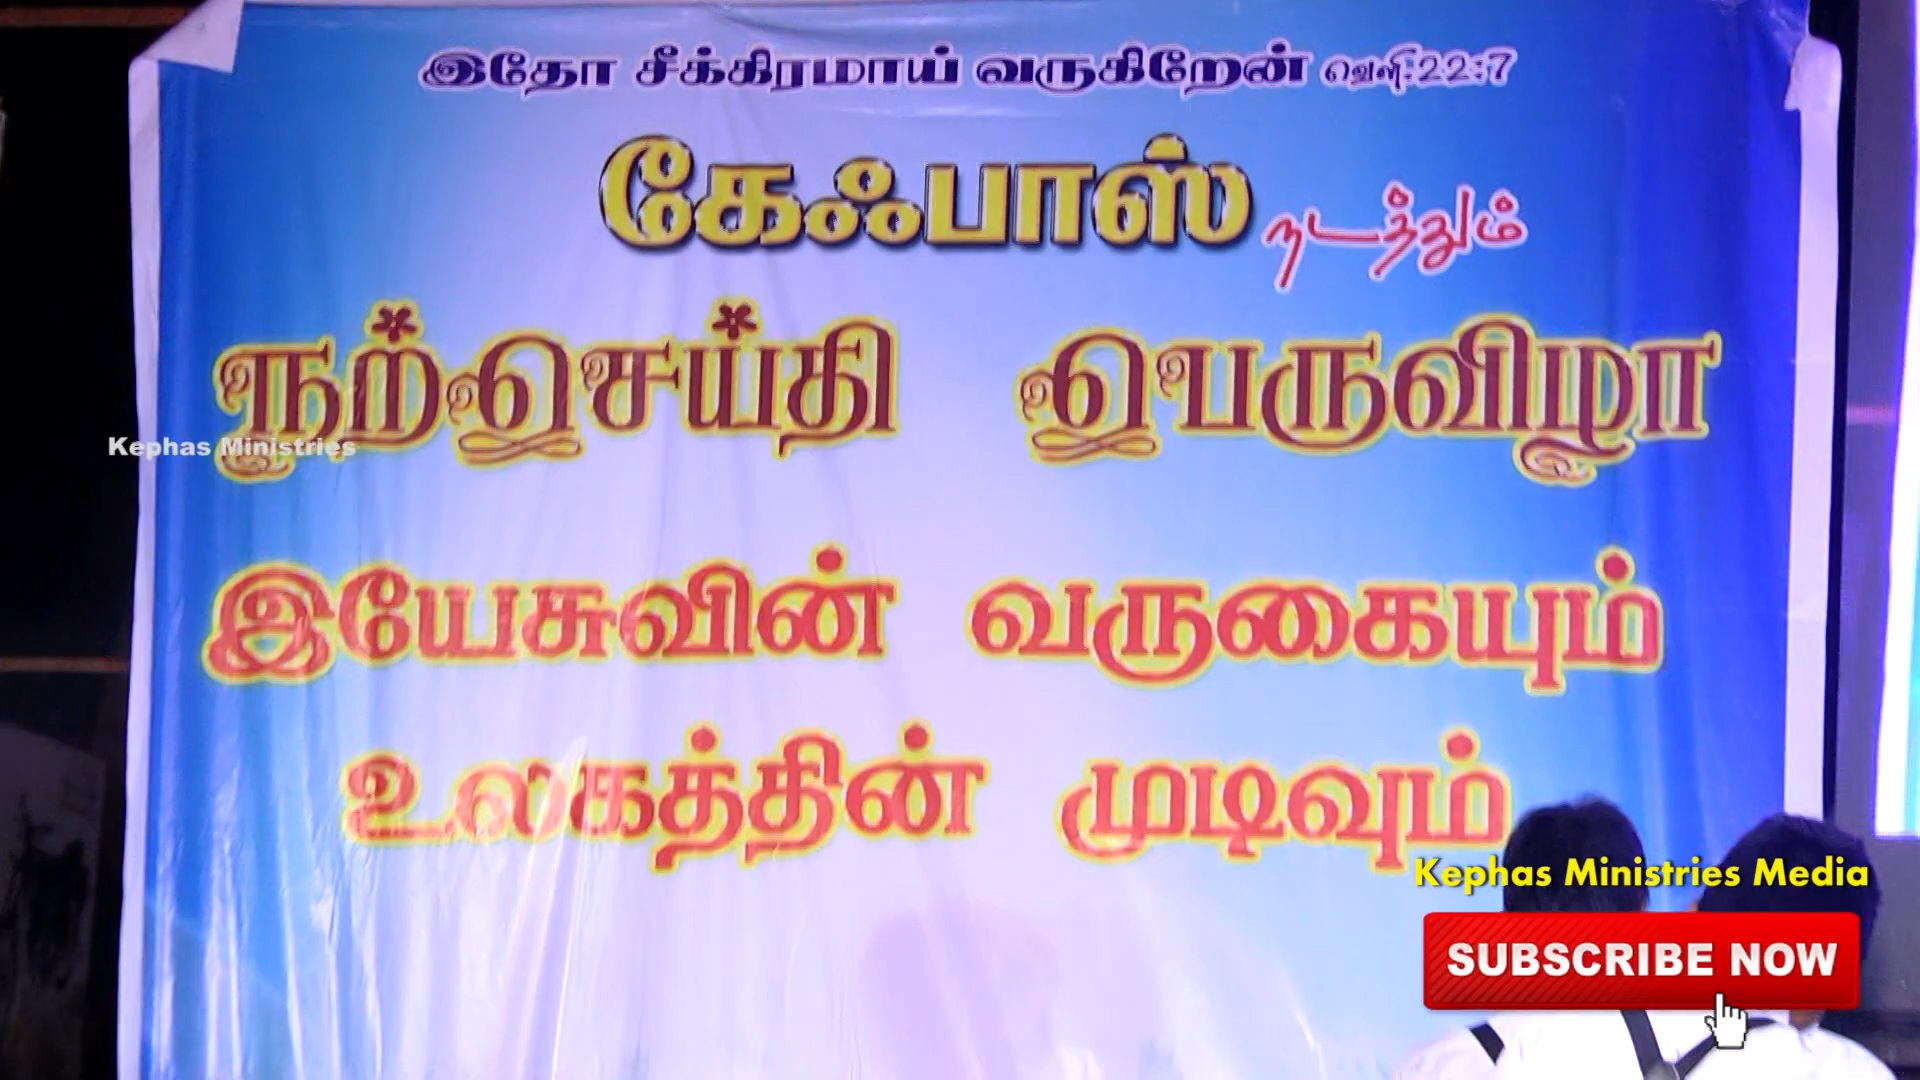 இதோ சீக்கிரமாய் வருகிறேன் வெளி:22:7
கேஃபாஸ் நடத்தும்
நற்செய்தி பெருவிழா
Kephas Ministries
இயேசுவின் வருகையும்
உலகத்தின் முடிவும்
Kephas Ministries Media
SUBSCRIBE NOW